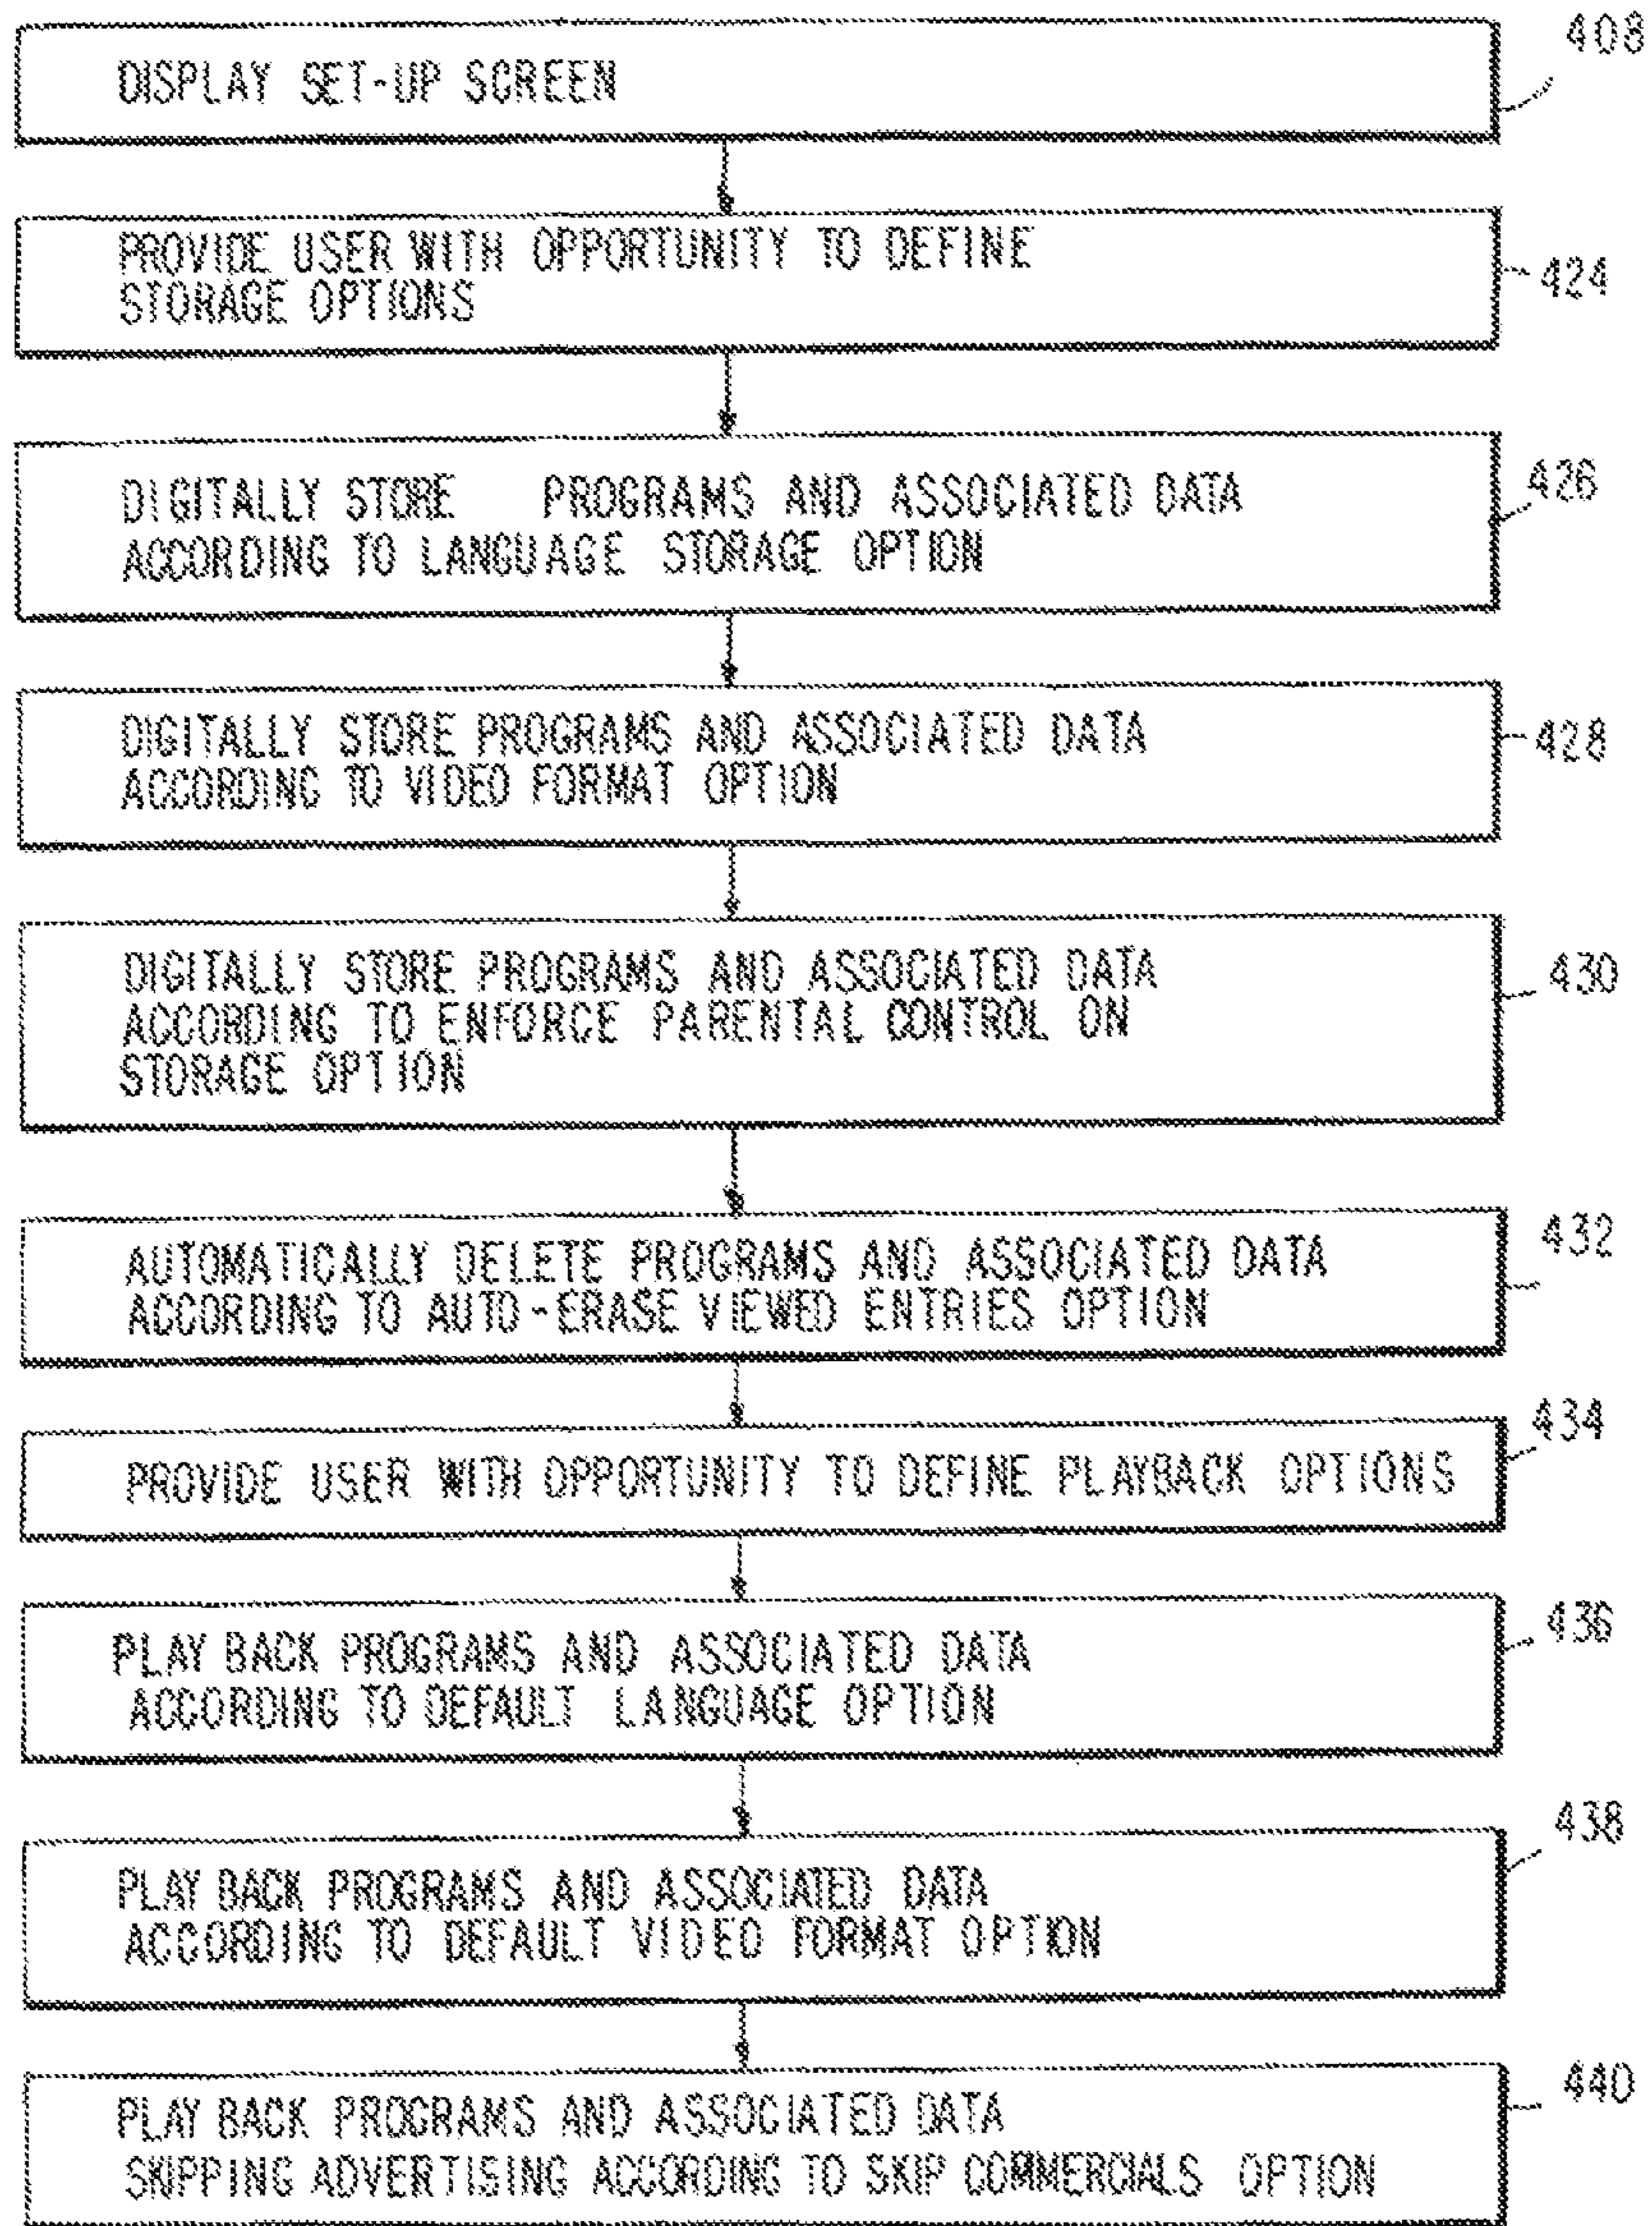 DISPLAY SET-UP SCREEN
408
PROVIDE USER WITH OPPORTUNITY TO DEFINE
STORAGE OPTIONS
424
DIGITALLY STORE PROGRAMS AND ASSOCIATED DATA
ACCORDING TO LANGUAGE STORAGE OPTION
426
DIGITALLY STORE PROGRAMS AND ASSOCIATED DATA
ACCORDING TO VIDEO FORMAT OPTION
428
DIGITALLY STORE PROGRAMS AND ASSOCIATED DATA
ACCORDING TO ENFORCE PARENTAL CONTROL ON
STORAGE OPTION
430
AUTOMATICALLY DELETE PROGRAMS AND ASSOCIATED DATA
ACCORDING TO AUTO-ERASE VIEWED ENTRIES OPTION
432
PROVIDE USER WITH OPPORTUNITY TO DEFINE PLAYBACK OPTIONS
434
PLAY BACK PROGRAMS AND ASSOCIATED DATA
ACCORDING TO DEFAULT LANGUAGE OPTION
436
PLAY BACK PROGRAMS AND ASSOCIATED DATA
ACCORDING TO DEFAULT VIDEO FORMAT OPTION
438
PLAY BACK PROGRAMS AND ASSOCIATED DATA
SKIPPING ADVERTISING ACCORDING TO SKIP COMMERCIALS OPTION
440